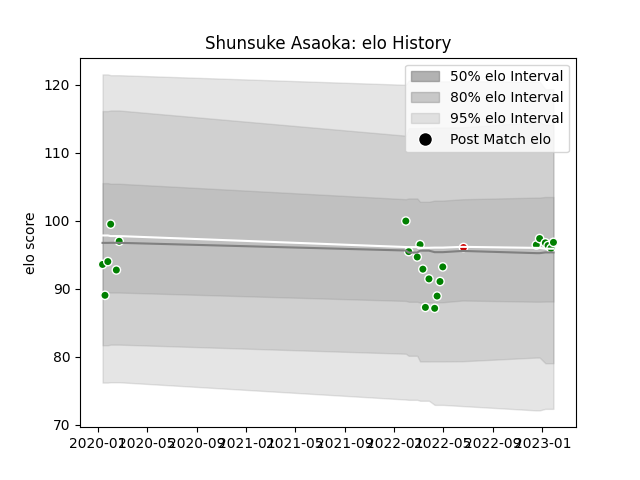 Shunsuke Asaoka: elo History
120
110
100
90
80
70
elo score
50% elo Interval
80% elo Interval
95% elo Interval
Post Match elo
2020-01 2020-05 2020-09 2021-01 2021-05 2021-09 2022-01 2022-05 2022-09 2023-01